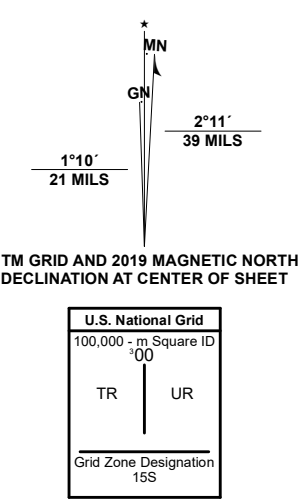 ★
MN
GN
2°11´
39 MILS
1°10´
21 MILS
TM GRID AND 2019 MAGNETIC NORTH
DECLINATION AT CENTER OF SHEET
U.S. National Grid
100,000 - m Square ID
³00
TR UR
Grid Zone Designation
15S